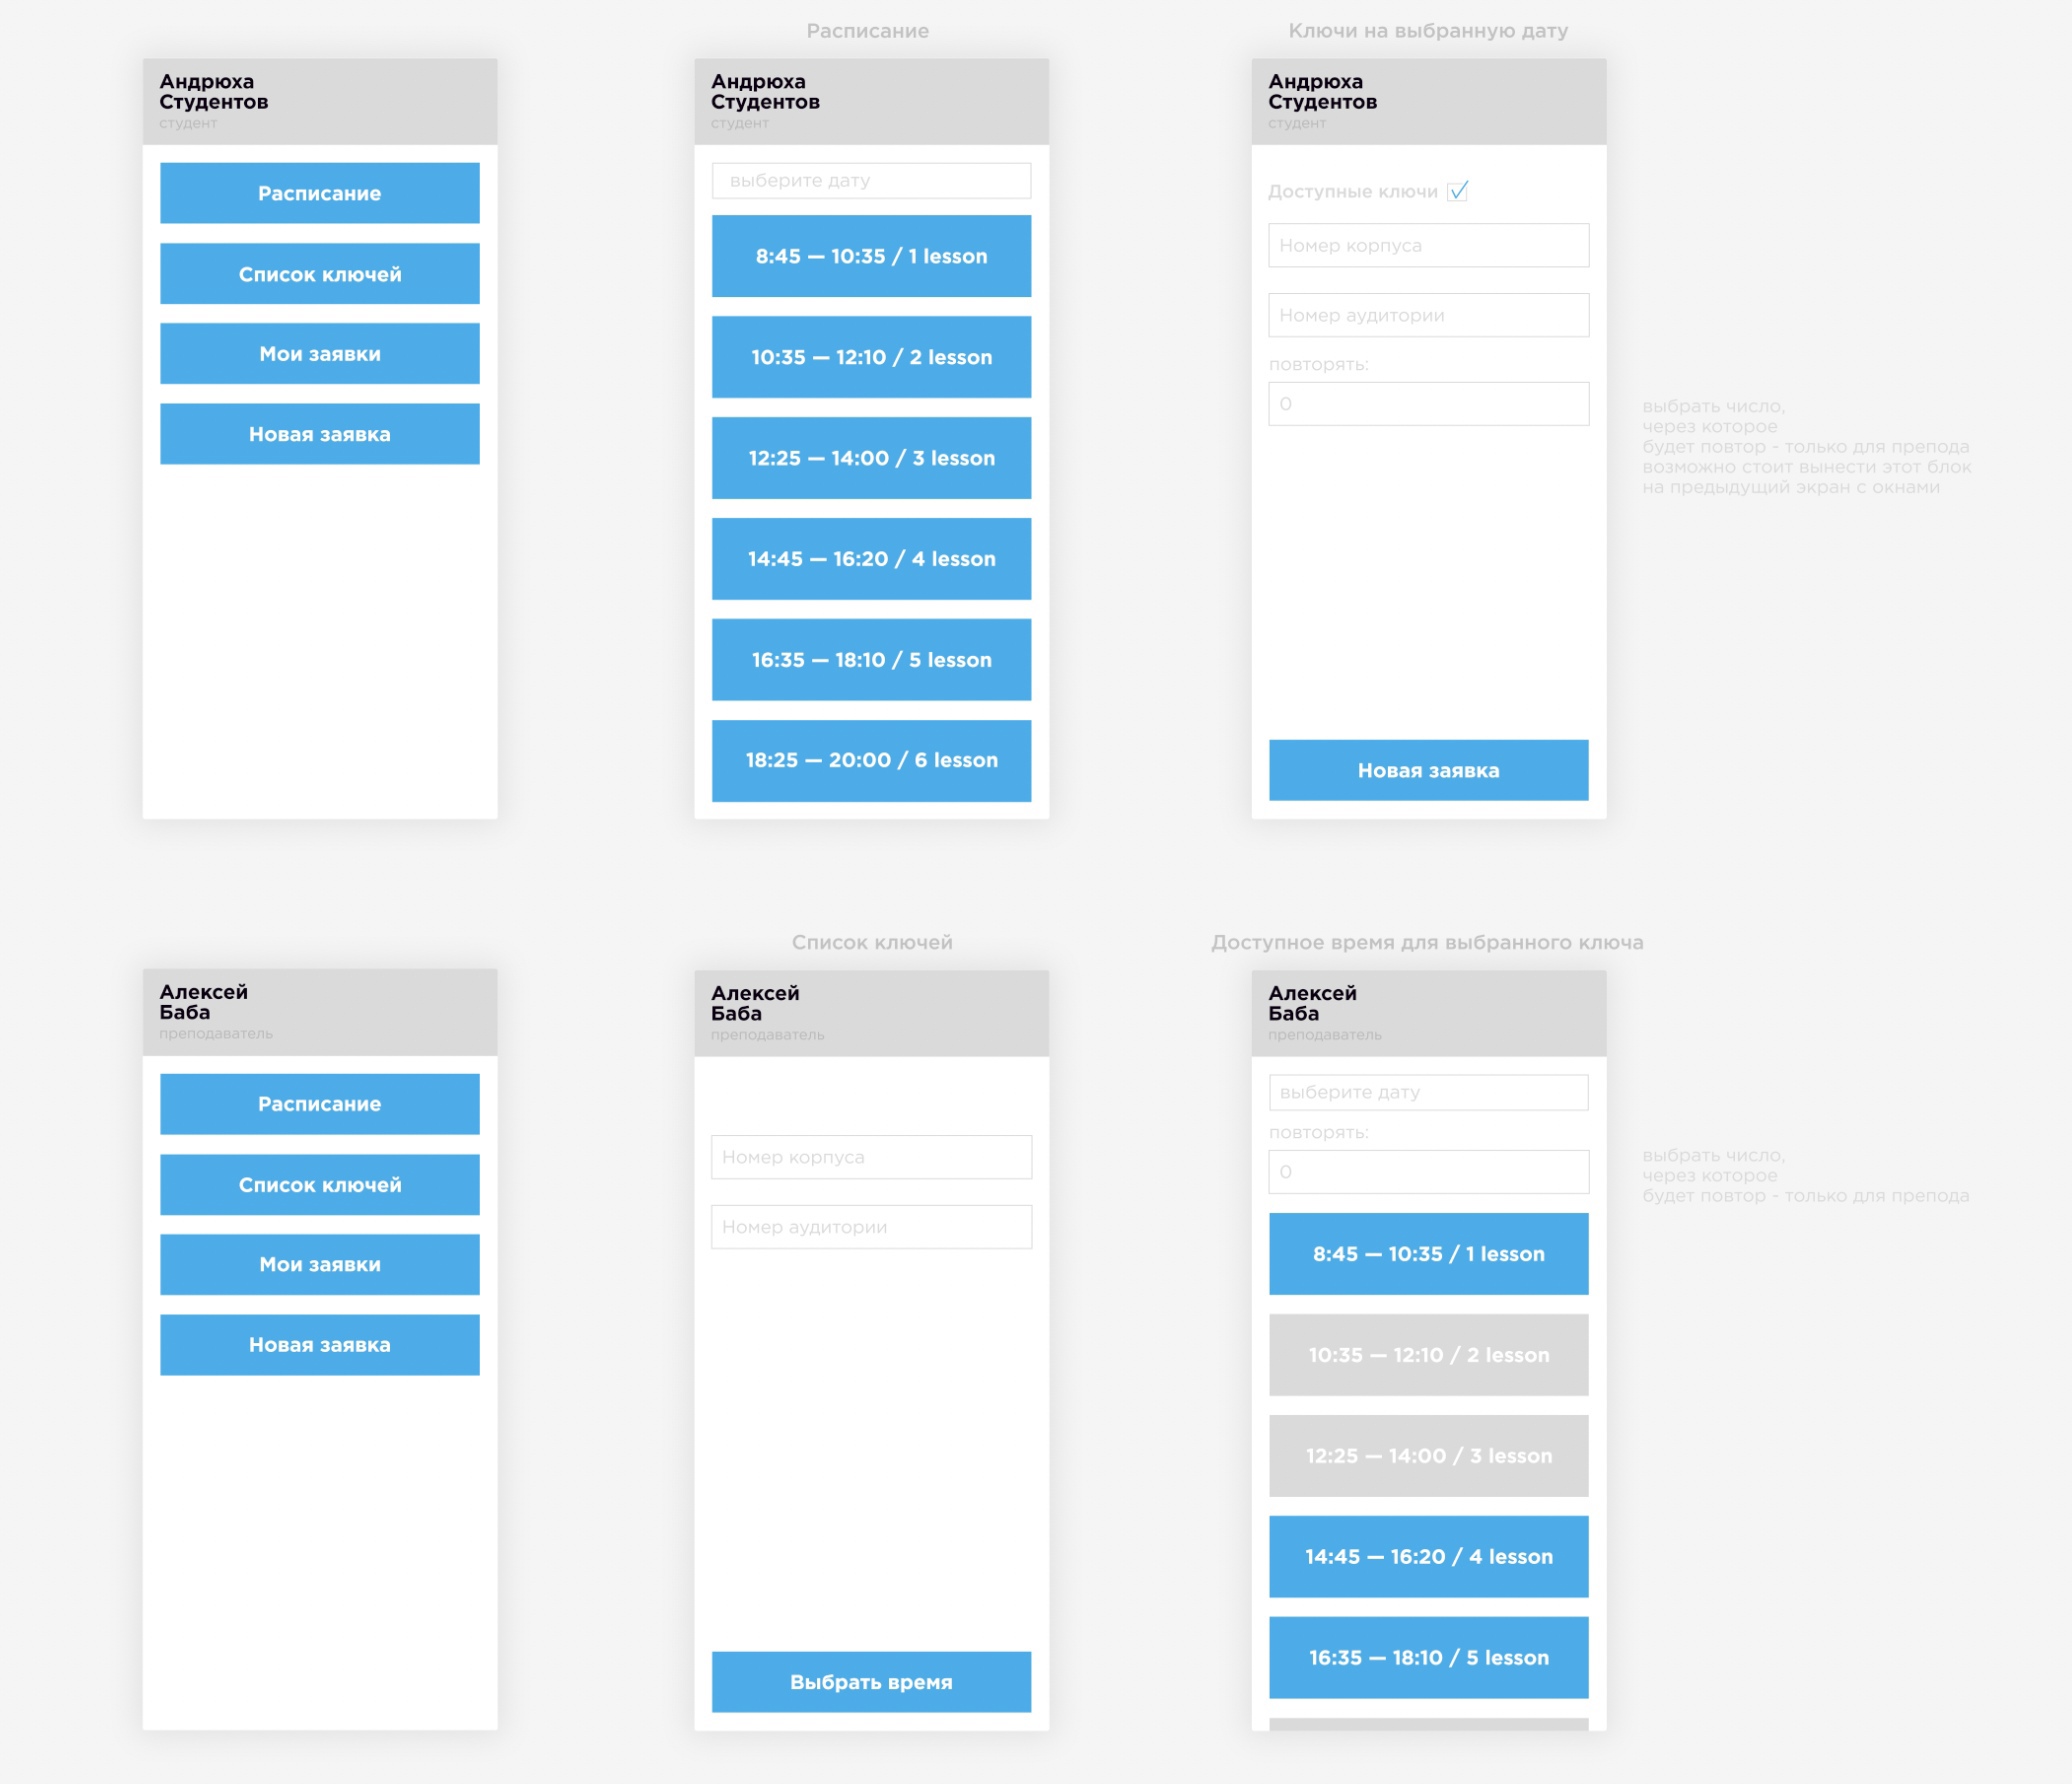 Андрюха
Студентов
студент
Расписание
Список ключей
Мои заявки
Новая заявка
Расписание
Андрюха
Студентов
студент
выберите дату
8:45 — 10:35 / 1 lesson
10:35 — 12:10 / 2 lesson
12:25 — 14:00 / 3 lesson
14:45 — 16:20 / 4 lesson
16:35 — 18:10 / 5 lesson
18:25 — 20:00 / 6 lesson
Ключи на выбранную дату
Андрюха
Студентов
студент
Доступные ключи
Номер корпуса
Номер аудитории
повторять:
0
Новая заявка
выбрать число,
через которое
будет повтор - только для препода
возможно стоит вынести этот блок
на предыдущий экран с окнами
Алексей
Баба
преподаватель
Расписание
Список ключей
Мои заявки
Новая заявка
Список ключей
Алексей
Баба
преподаватель
Номер корпуса
Номер аудитории
Выбрать время
Доступное время для выбранного ключа
Алексей
Баба
преподаватель
выберите дату
повторять:
0
8:45 — 10:35 / 1 lesson
10:35 — 12:10 / 2 lesson
12:25 — 14:00 / 3 lesson
14:45 — 16:20 / 4 lesson
16:35 — 18:10 / 5 lesson
выбрать число,
через которое
будет повтор - только для препода